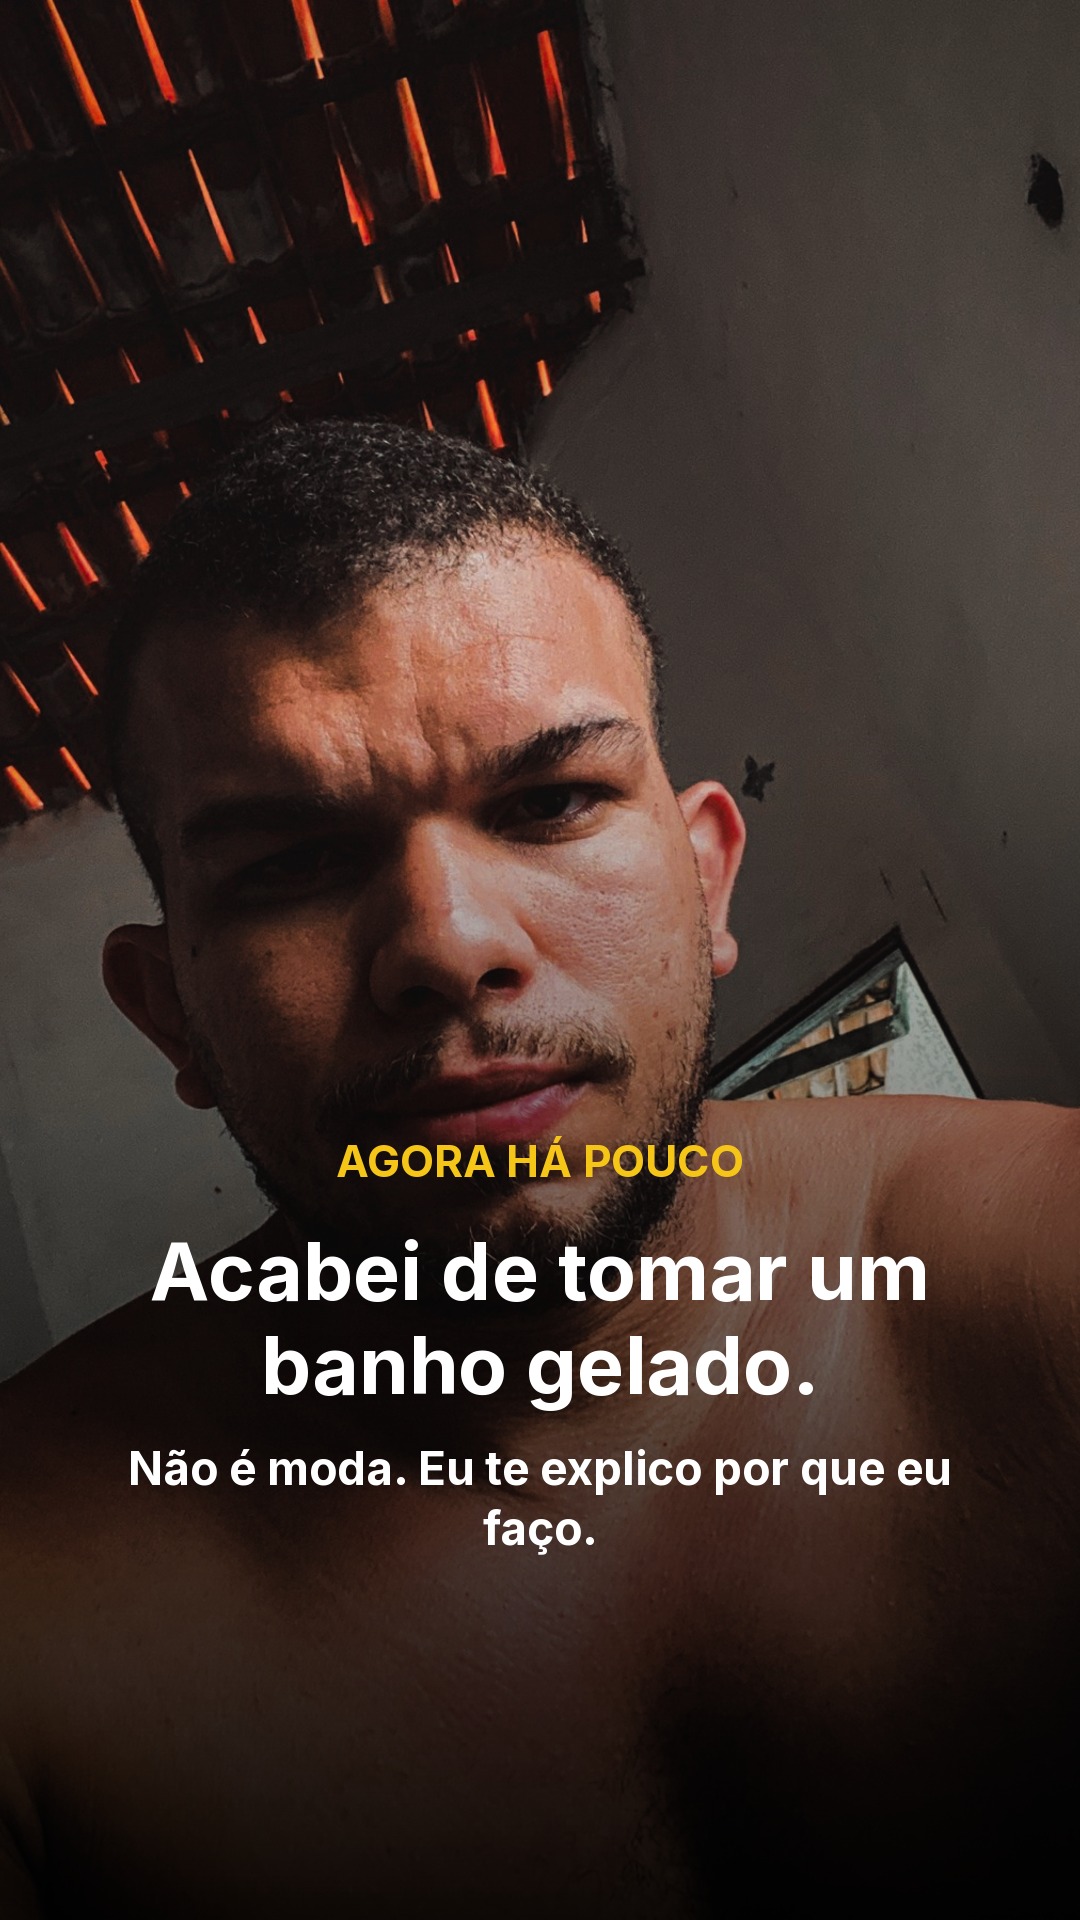 AGORA HÁ POUCO
Acabei de tomar um
banho gelado.
Não é moda. Eu te explico por que eu
faço.